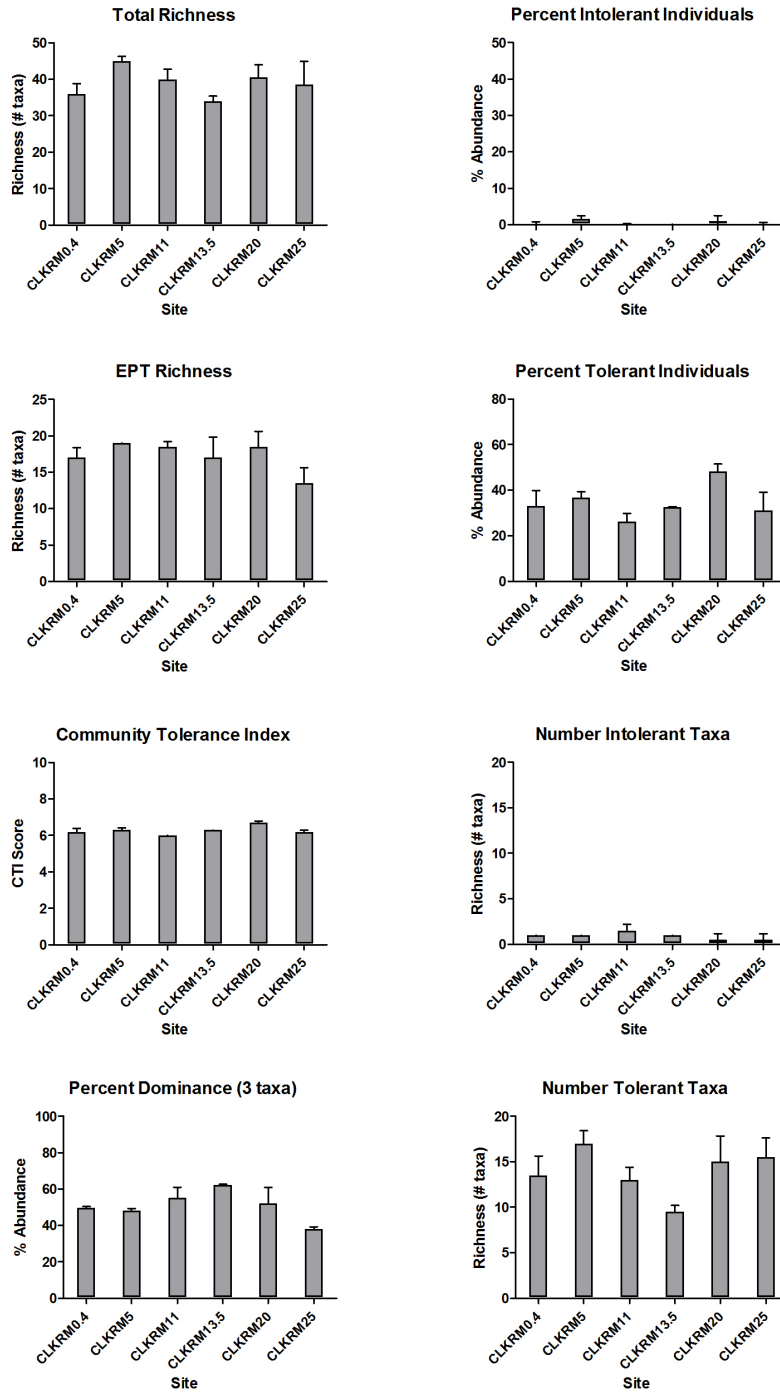 Total Richness
Richness (# taxa)
50
40
30
20
10
0
CLKRM0.4
CLKRM5
CLKRM11
CLKRM13.5
CLKRM20
CLKRM25
Site
Percent Intolerant Individuals
% Abundance
50
40
30
20
10
0
CLKRM0.4
CLKRM5
CLKRM11
CLKRM13.5
CLKRM20
CLKRM25
Site
EPT Richness
Richness (# taxa)
25
20
15
10
5
0
CLKRM0.4
CLKRM5
CLKRM11
CLKRM13.5
CLKRM20
CLKRM25
Site
Percent Tolerant Individuals
% Abundance
80
60
40
20
0
CLKRM0.4
CLKRM5
CLKRM11
CLKRM13.5
CLKRM20
CLKRM25
Site
Community Tolerance Index
CTI Score
10
8
6
4
2
0
CLKRM0.4
CLKRM5
CLKRM11
CLKRM13.5
CLKRM20
CLKRM25
Site
Number Intolerant Taxa
Richness (# taxa)
20
15
10
5
0
CLKRM0.4
CLKRM5
CLKRM11
CLKRM13.5
CLKRM20
CLKRM25
Site
Percent Dominance (3 taxa)
% Abundance
100
80
60
40
20
0
CLKRM0.4
CLKRM5
CLKRM11
CLKRM13.5
CLKRM20
CLKRM25
Site
Number Tolerant Taxa
Richness (# taxa)
20
15
10
5
0
CLKRM0.4
CLKRM5
CLKRM11
CLKRM13.5
CLKRM20
CLKRM25
Site